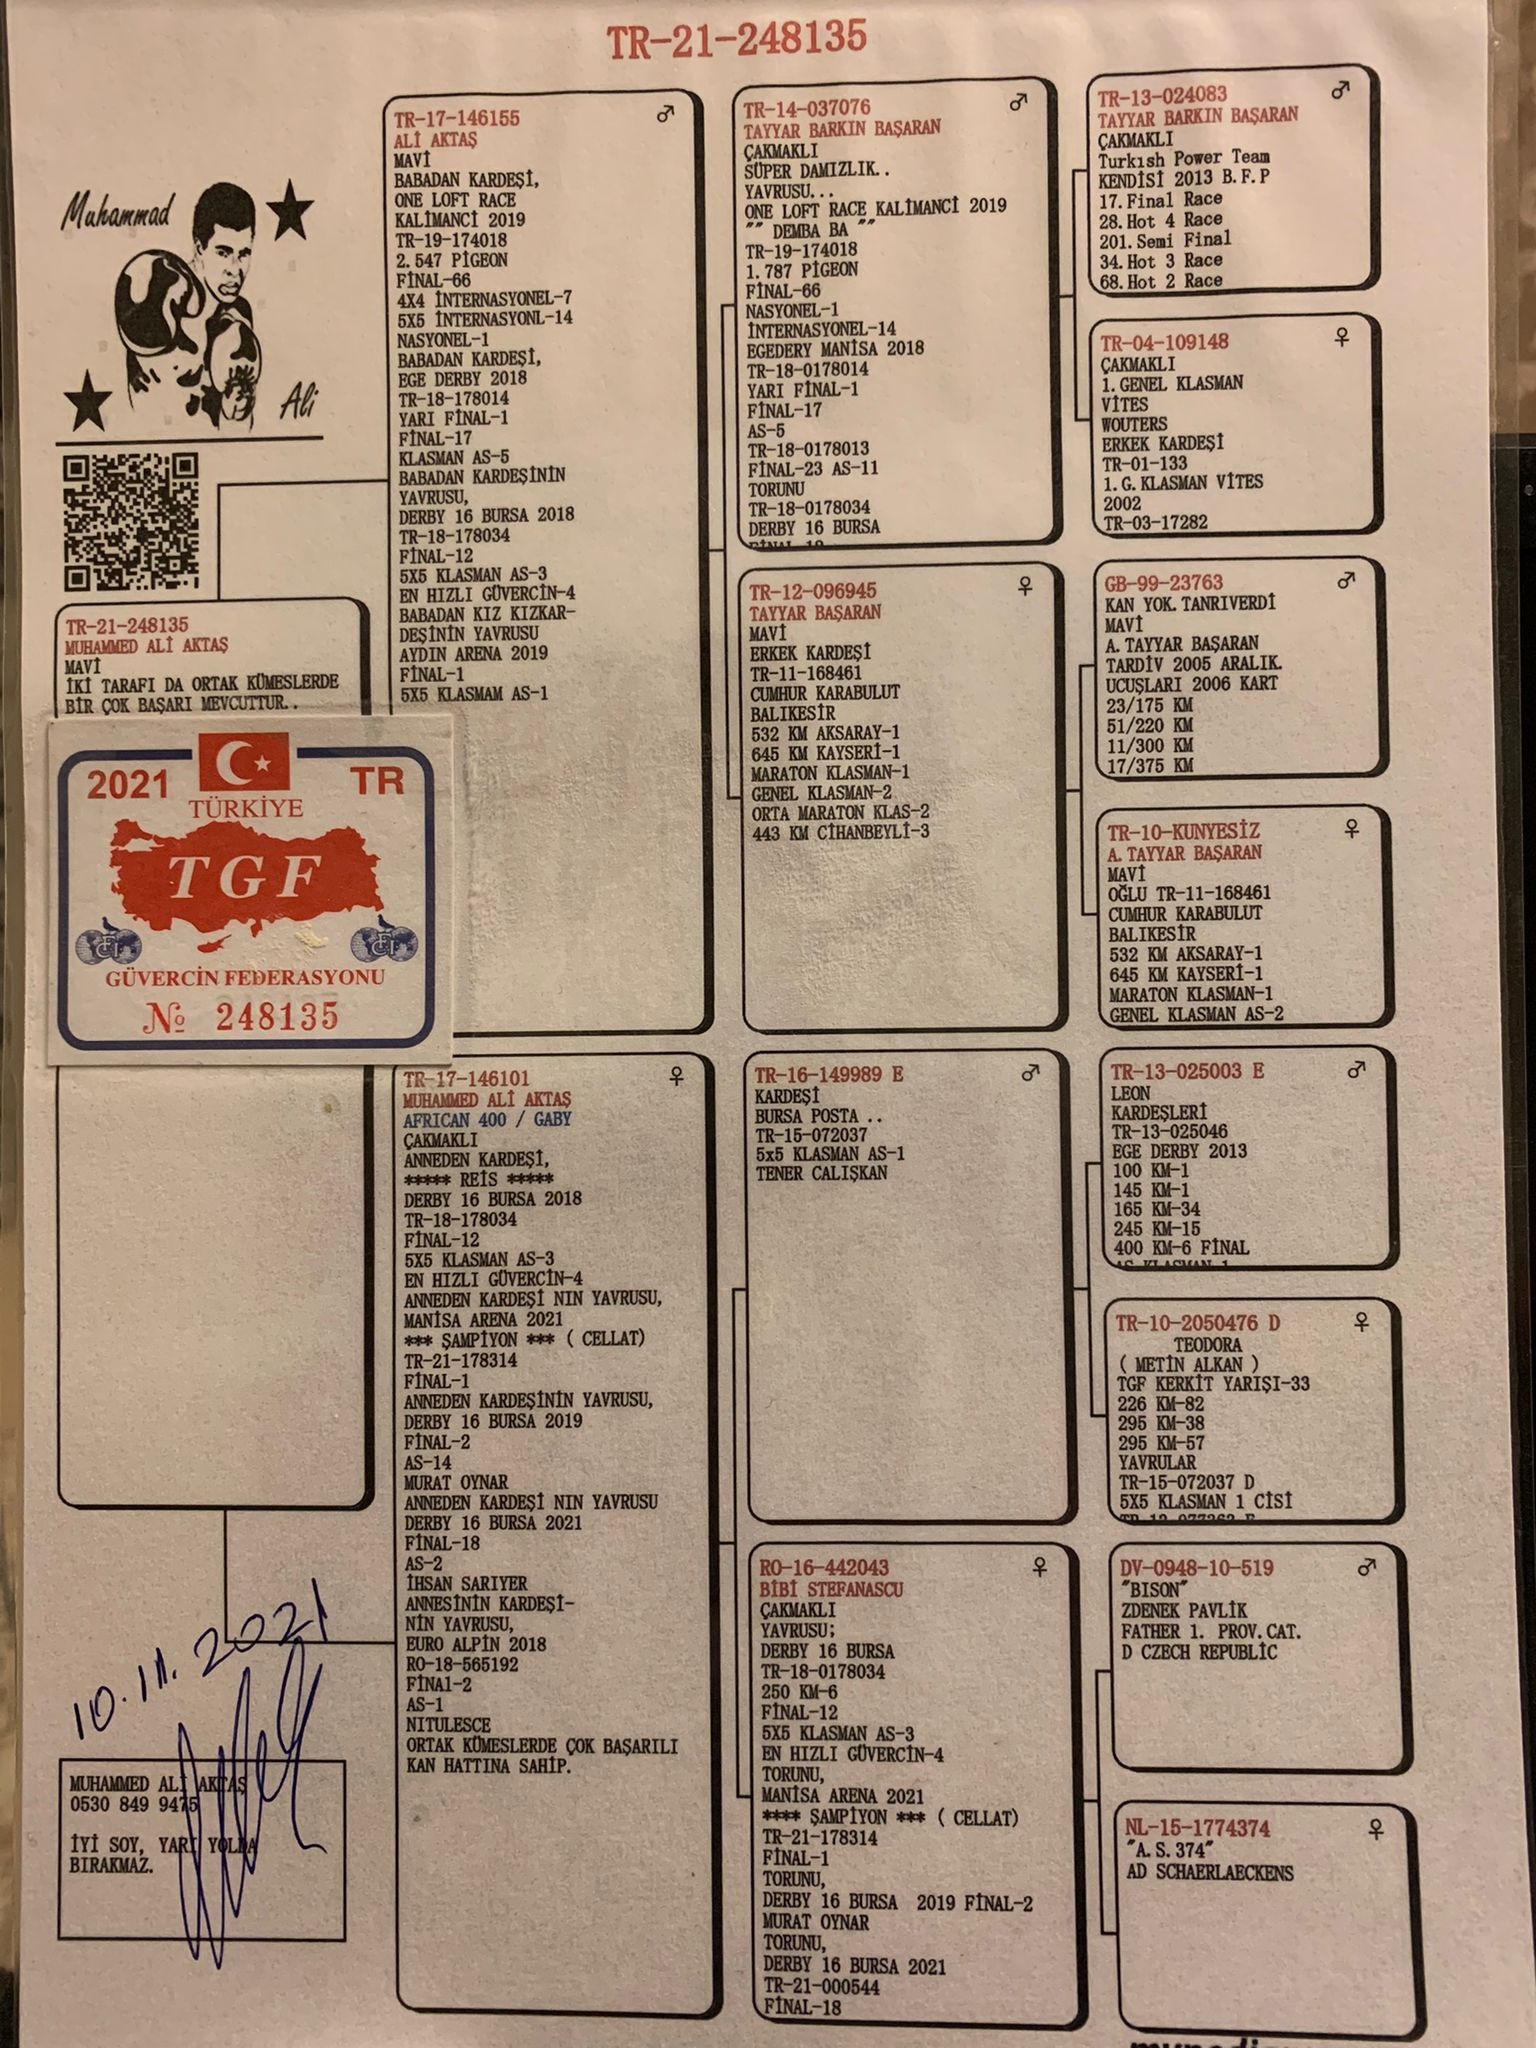 TR-21-248135
Muhammad
Ali
TR-21-248135
MUHAMMED ALİ AKTAŞ
MAVİ
İKİ TARAFI DA ORTAK KÜMESLERDE
BİR ÇOK BAŞARI MEVCUTTUR..
2021 TR
TÜRKİYE
TGF
GÜVERCİN FEDERASYONU
№ 248135
10.11.2021
MUHAMMED ALİ AKTAŞ
0530 849 9475
İYİ SOY, YARI YOLDA
BIRAKMAZ.
TR-17-146155 ♂
ALİ AKTAŞ
MAVİ
BABADAN KARDEŞİ,
ONE LOFT RACE
KALİMANCİ 2019
TR-19-174018
2.547 PİGEON
FİNAL-66
4X4 İNTERNASYONEL-7
5X5 İNTERNASYONL-14
NASYONEL-1
BABADAN KARDEŞİ,
EGE DERBY 2018
TR-18-178014
YARI FİNAL-1
FİNAL-17
KLASMAN AS-5
BABADAN KARDEŞİNİN
YAVRUSU,
DERBY 16 BURSA 2018
TR-18-178034
FİNAL-12
5X5 KLASMAN AS-3
EN HIZLI GÜVERCİN-4
BABADAN KIZ KIZKAR-
DEŞİNİN YAVRUSU
AYDIN ARENA 2019
FİNAL-1
5X5 KLASMAM AS-1
TR-17-146101 ♀
MUHAMMED ALİ AKTAŞ
AFRICAN 400 / GABY
ÇAKMAKLI
ANNEDEN KARDEŞİ,
***** REİS *****
DERBY 16 BURSA 2018
TR-18-178034
FİNAL-12
5X5 KLASMAN AS-3
EN HIZLI GÜVERCİN-4
ANNEDEN KARDEŞİ NIN YAVRUSU,
MANİSA ARENA 2021
*** ŞAMPİYON *** ( CELLAT)
TR-21-178314
FİNAL-1
ANNEDEN KARDEŞİNİN YAVRUSU,
DERBY 16 BURSA 2019
FİNAL-2
AS-14
MURAT OYNAR
ANNEDEN KARDEŞİ NIN YAVRUSU
DERBY 16 BURSA 2021
FİNAL-18
AS-2
İHSAN SARIYER
ANNESİNİN KARDEŞİ-
NİN YAVRUSU,
EURO ALPİN 2018
RO-18-565192
FİNA1-2
AS-1
NITULESCE
ORTAK KÜMESLERDE ÇOK BAŞARILI
KAN HATTINA SAHİP.
TR-14-037076 ♂
TAYYAR BARKIN BAŞARAN
ÇAKMAKLI
SÜPER DAMIZLIK..
YAVRUSU...
ONE LOFT RACE KALİMANCİ 2019
"" DEMBA BA ""
TR-19-174018
1.787 PİGEON
FİNAL-66
NASYONEL-1
İNTERNASYONEL-14
EGEDERY MANİSA 2018
TR-18-0178014
YARI FİNAL-1
FİNAL-17
AS-5
TR-18-0178013
FİNAL-23 AS-11
TORUNU
TR-18-0178034
DERBY 16 BURSA
FİNAL-12
TR-12-096945 ♀
TAYYAR BAŞARAN
MAVİ
ERKEK KARDEŞİ
TR-11-168461
CUMHUR KARABULUT
BALIKESİR
532 KM AKSARAY-1
645 KM KAYSERİ-1
MARATON KLASMAN-1
GENEL KLASMAN-2
ORTA MARATON KLAS-2
443 KM CİHANBEYLİ-3
TR-16-149989 E ♂
KARDEŞİ
BURSA POSTA ..
TR-15-072037
5x5 KLASMAN AS-1
TENER CALIŞKAN
RO-16-442043 ♀
BİBİ STEFANASCU
ÇAKMAKLI
YAVRUSU;
DERBY 16 BURSA
TR-18-0178034
250 KM-6
FİNAL-12
5X5 KLASMAN AS-3
EN HIZLI GÜVERCİN-4
TORUNU,
MANİSA ARENA 2021
**** ŞAMPİYON *** ( CELLAT)
TR-21-178314
FİNAL-1
TORUNU,
DERBY 16 BURSA 2019 FİNAL-2
MURAT OYNAR
TORUNU,
DERBY 16 BURSA 2021
TR-21-000544
FİNAL-18
TR-13-024083 ♂
TAYYAR BARKIN BAŞARAN
ÇAKMAKLI
Turkısh Power Team
KENDİSİ 2013 B.F.P
17.Final Race
28.Hot 4 Race
201.Semi Final
34.Hot 3 Race
68.Hot 2 Race
TR-04-109148 ♀
ÇAKMAKLI
1.GENEL KLASMAN
VİTES
WOUTERS
ERKEK KARDEŞİ
TR-01-133
1.G.KLASMAN VİTES
2002
TR-03-17282
GB-99-23763 ♂
KAN YOK.TANRIVERDİ
MAVİ
A.TAYYAR BAŞARAN
TARDİV 2005 ARALIK.
UCUŞLARI 2006 KART
23/175 KM
51/220 KM
11/300 KM
17/375 KM
TR-10-KUNYESİZ ♀
A.TAYYAR BAŞARAN
MAVİ
OĞLU TR-11-168461
CUMHUR KARABULUT
BALIKESİR
532 KM AKSARAY-1
645 KM KAYSERİ-1
MARATON KLASMAN-1
GENEL KLASMAN AS-2
TR-13-025003 E ♂
LEON
KARDEŞLERİ
TR-13-025046
EGE DERBY 2013
100 KM-1
145 KM-1
165 KM-34
245 KM-15
400 KM-6 FİNAL
AS KLASMAN 1
TR-10-2050476 D ♀
TEODORA
( METİN ALKAN )
TGF KERKİT YARIŞI-33
226 KM-82
295 KM-38
295 KM-57
YAVRULAR
TR-15-072037 D
5X5 KLASMAN 1 CİSİ
DV-0948-10-519 ♂
"BISON"
ZDENEK PAVLİK
FATHER 1. PROV.CAT.
D CZECH REPUBLİC
NL-15-1774374 ♀
"A.S.374"
AD SCHAERLAECKENS